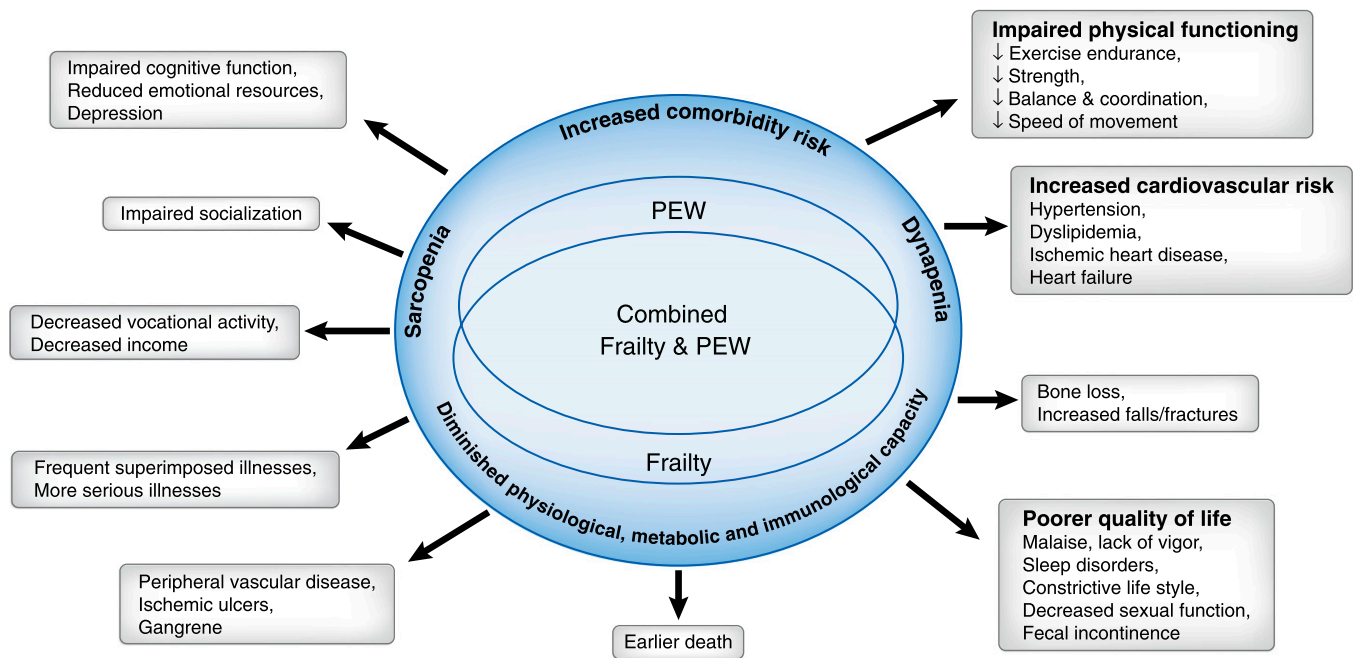 Impaired cognitive function,
Reduced emotional resources,
Depression
Impaired socialization
Decreased vocational activity,
Decreased income
Frequent superimposed illnesses,
More serious illnesses
Peripheral vascular disease,
Ischemic ulcers,
Gangrene
Increased comorbidity risk
Sarcopenia
Dynapenia
PEW
Combined
Frailty & PEW
Frailty
Diminished physiological, metabolic and immunological capacity
Earlier death
Impaired physical functioning
↓ Exercise endurance,
↓ Strength,
↓ Balance & coordination,
↓ Speed of movement
Increased cardiovascular risk
Hypertension,
Dyslipidemia,
Ischemic heart disease,
Heart failure
Bone loss,
Increased falls/fractures
Poorer quality of life
Malaise, lack of vigor,
Sleep disorders,
Constrictive life style,
Decreased sexual function,
Fecal incontinence